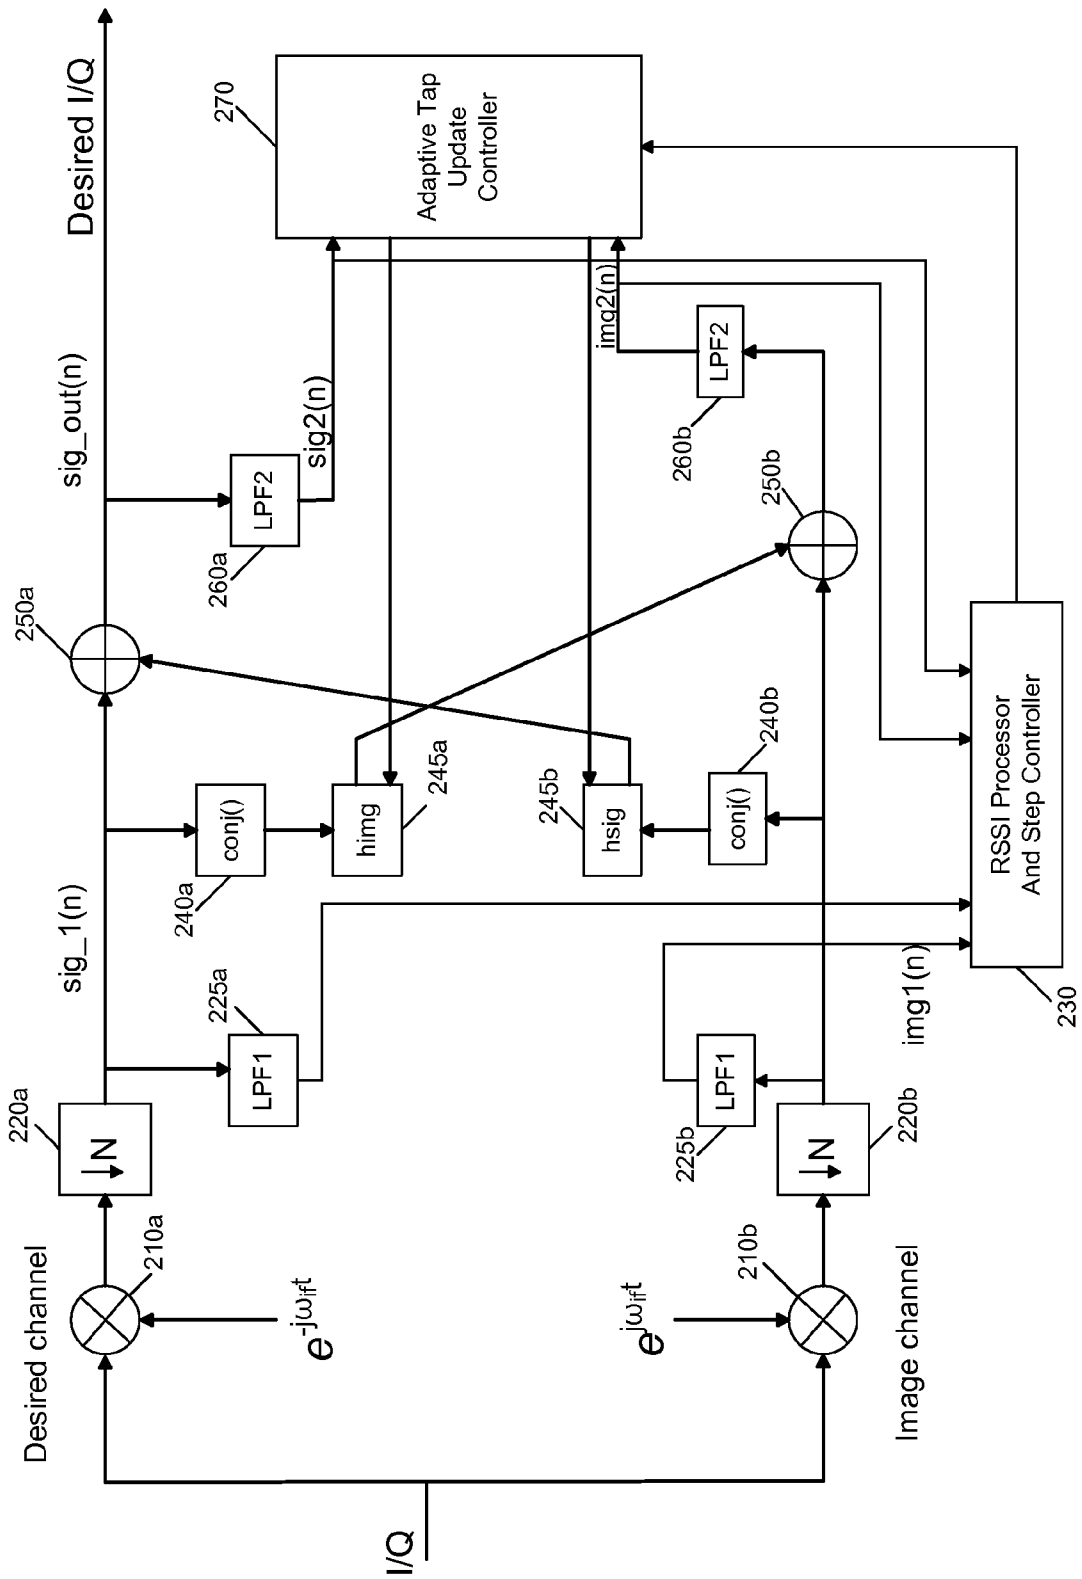 I/Q
Desired channel
210a
e-jωift
220a
↓N
sig_1(n)
225a
LPF1
240a
conj()
himg
245a
250a
sig_out(n)
260a
LPF2
sig2(n)
Desired I/Q
270
Adaptive Tap
Update
Controller
Image channel
210b
ejωift
220b
↓N
225b
LPF1
img1(n)
240b
conj()
245b
hsig
250b
260b
LPF2
imq2(n)
RSSI Processor
And Step Controller
230